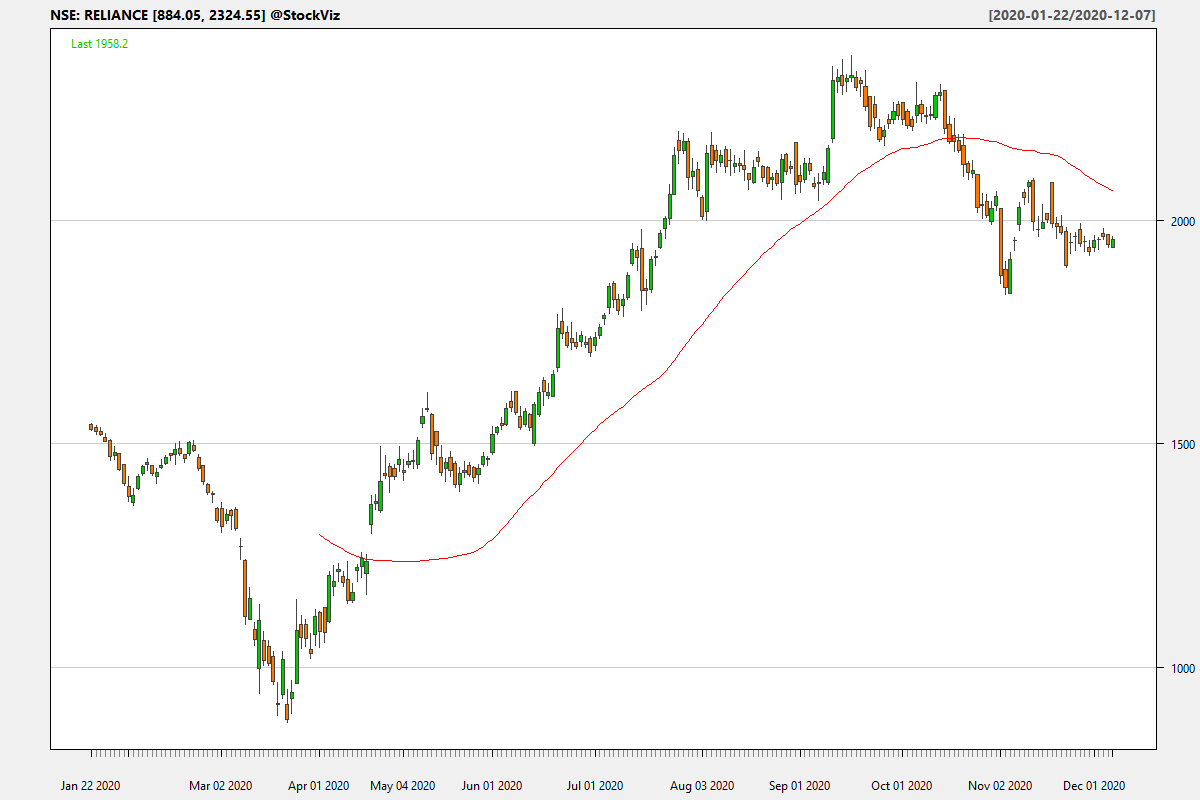 NSE: RELIANCE [884.05, 2324.55] @StockViz [2020-01-22/2020-12-07]
Last 1958.2
2000
1500
1000
Jan 22 2020 Mar 02 2020 Apr 01 2020 May 04 2020 Jun 01 2020 Jul 01 2020 Aug 03 2020 Sep 01 2020 Oct 01 2020 Nov 02 2020 Dec 01 2020